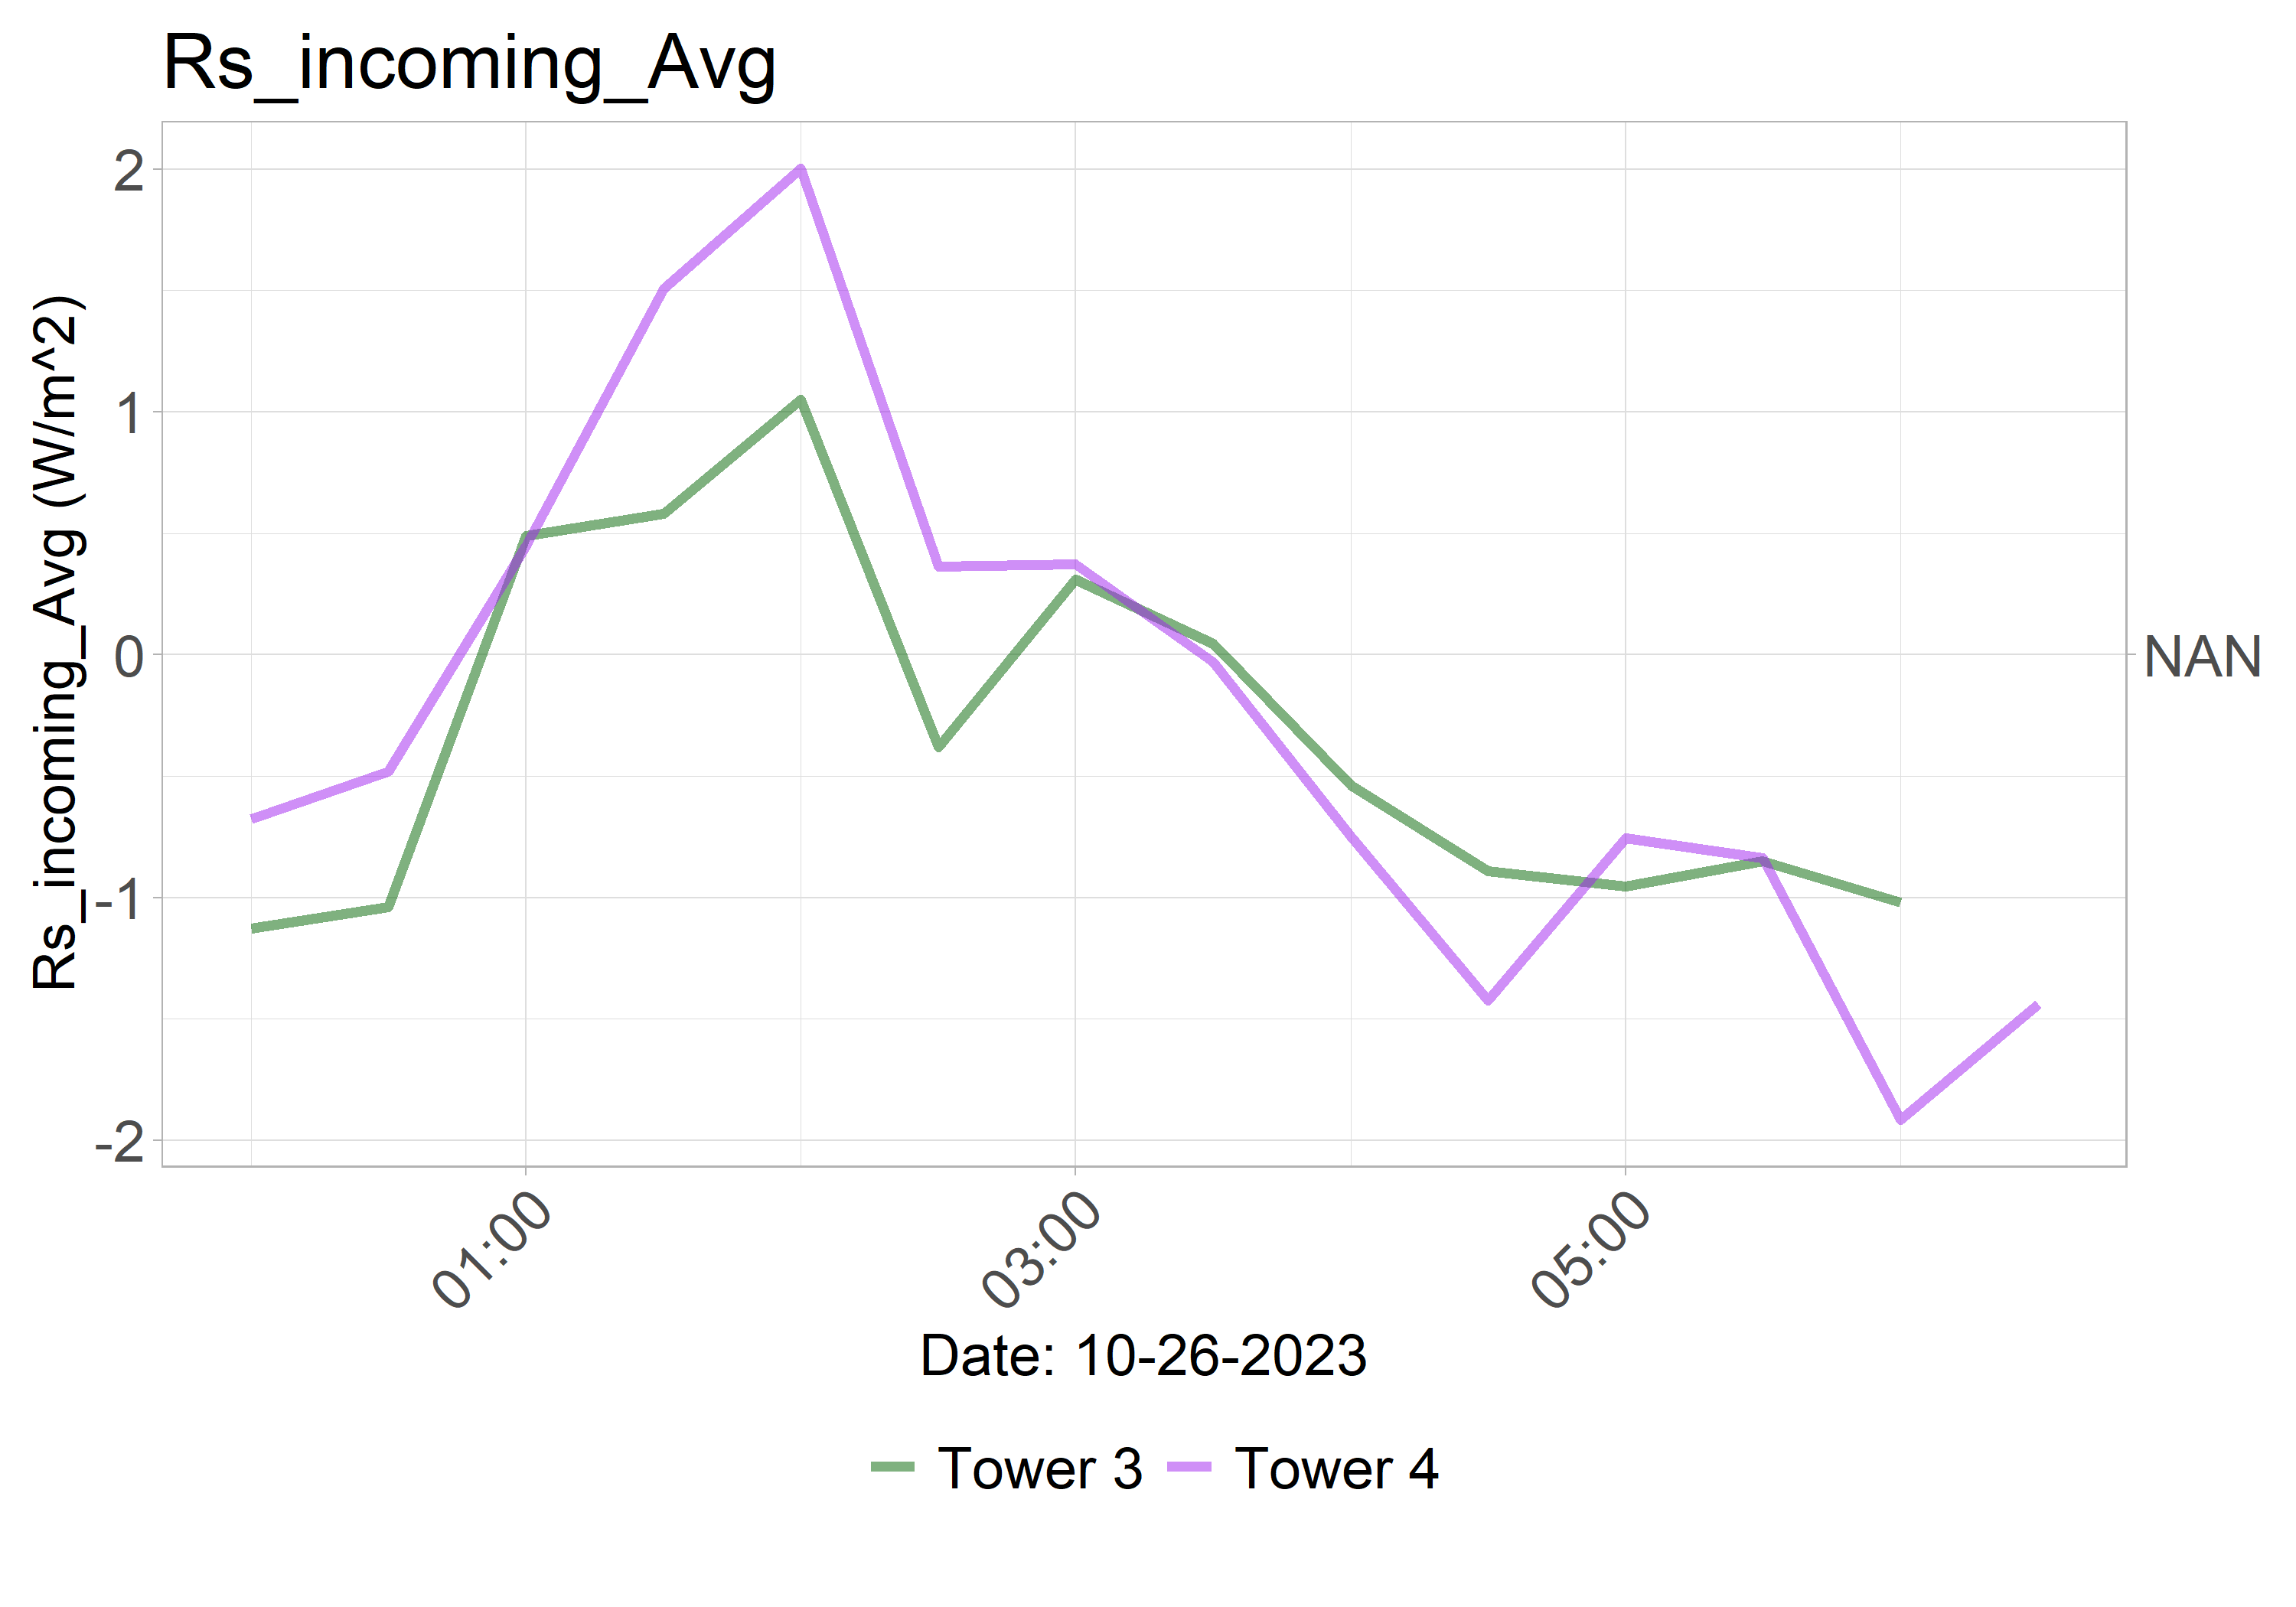 Rs_incoming_Avg
Rs_incoming_Avg (W/m^2)
2
1
0
-1
-2
NAN
01:00
03:00
05:00
Date: 10-26-2023
Tower 3
Tower 4